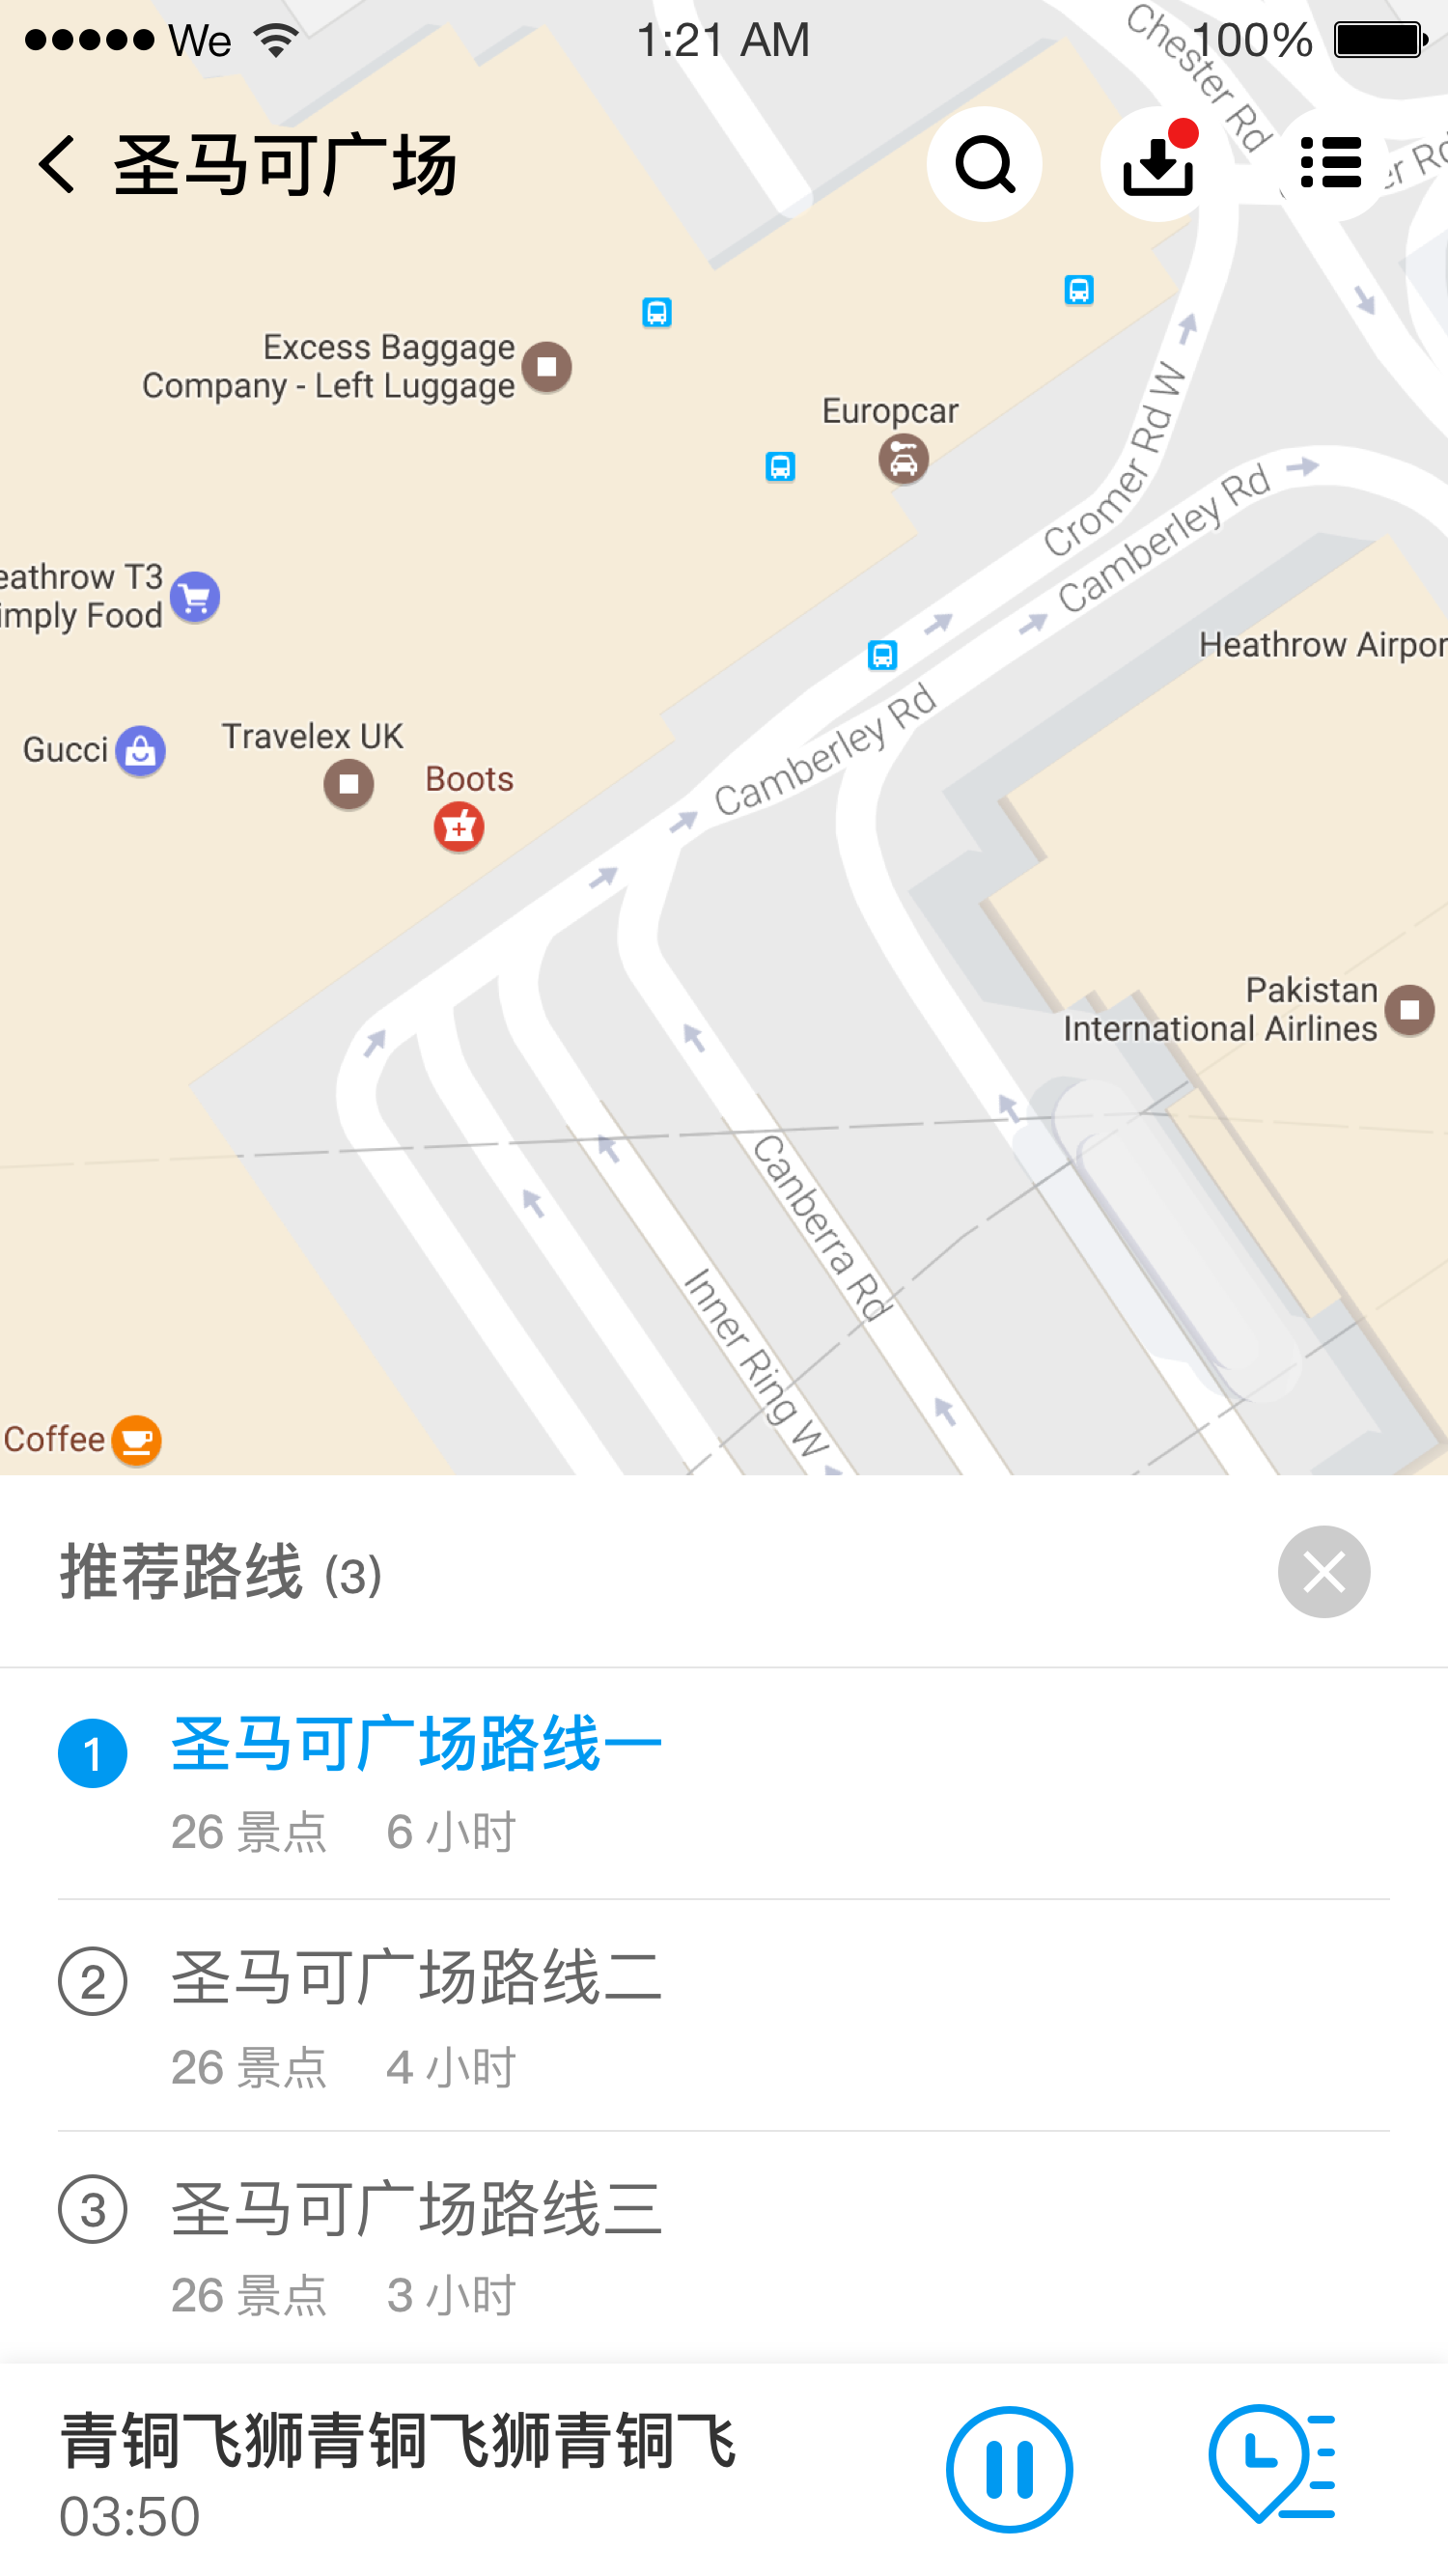 We
1:21 AM
100%
圣马可广场
Chester Rd
er Rd
Excess Baggage
Company - Left Luggage
Europcar
Cromer Rd W
Camberley Rd
eathrow T3
imply Food
Heathrow Airpor
Camberley Rd
Gucci
Travelex UK
Boots
Pakistan
International Airlines
Canberra Rd
Inner Ring W
Coffee
推荐路线 (3)
1 圣马可广场路线一
26 景点 6 小时
2 圣马可广场路线二
26 景点 4 小时
3 圣马可广场路线三
26 景点 3 小时
青铜飞狮青铜飞狮青铜飞
03:50